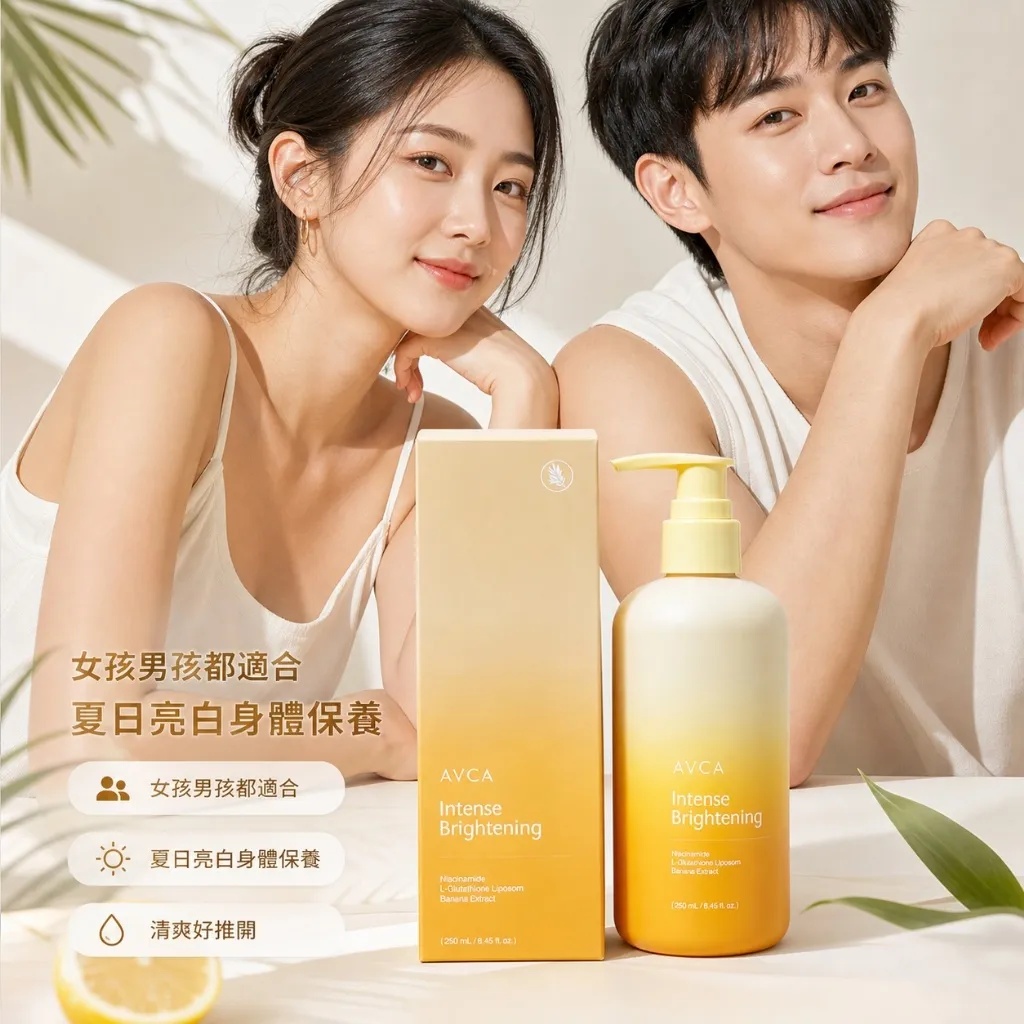 女孩男孩都適合
夏日亮白身體保養
女孩男孩都適合
夏日亮白身體保養
清爽好推開
AVCA
Intense
Brightening
Niacinamide
L-Glutathione Liposom
Banana Extract
(250 mL / 8.45 fl. oz.)
AVCA
Intense
Brightening
Niacinamide
L-Glutathione Liposom
Banana Extract
(250 mL / 8.45 fl. oz.)